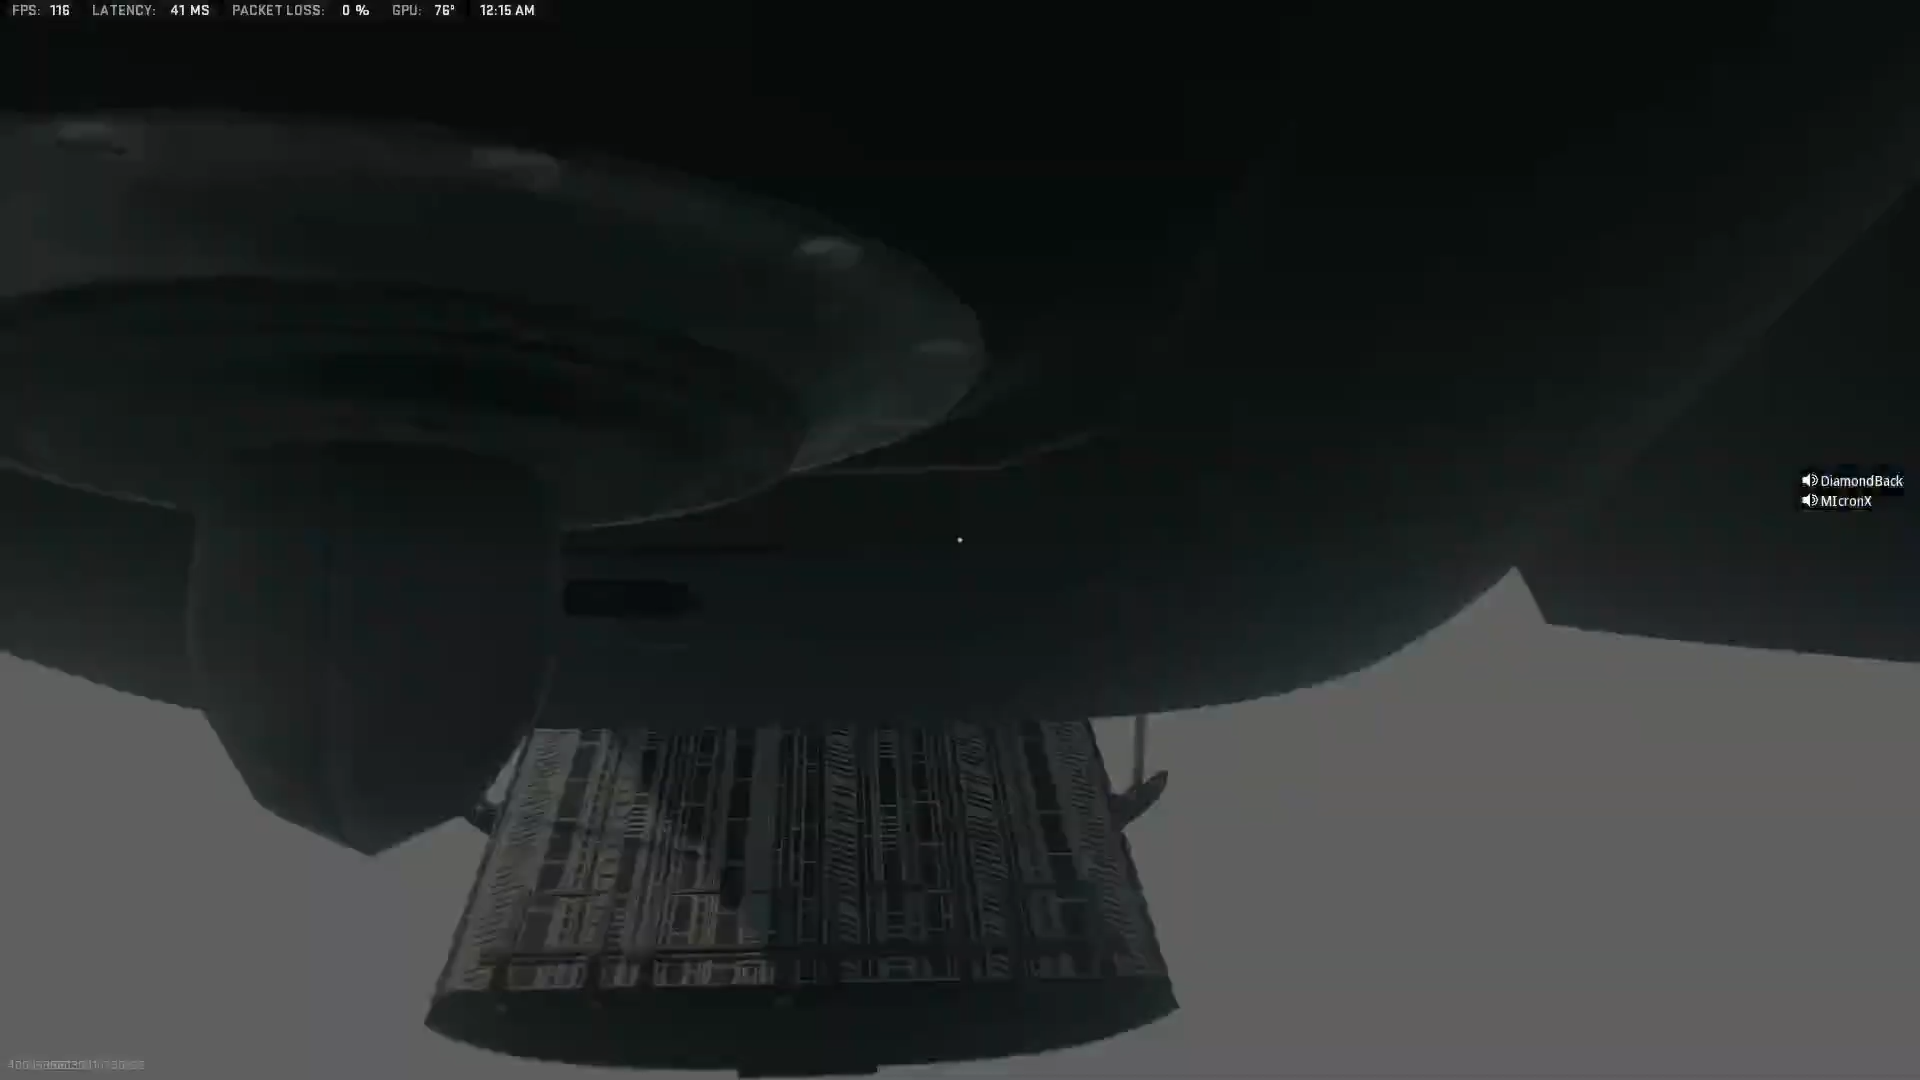 FPS: 116 LATENCY: 41 MS PACKET LOSS: 0 % GPU: 76° 12:15 AM
DiamondBack
MIcronX